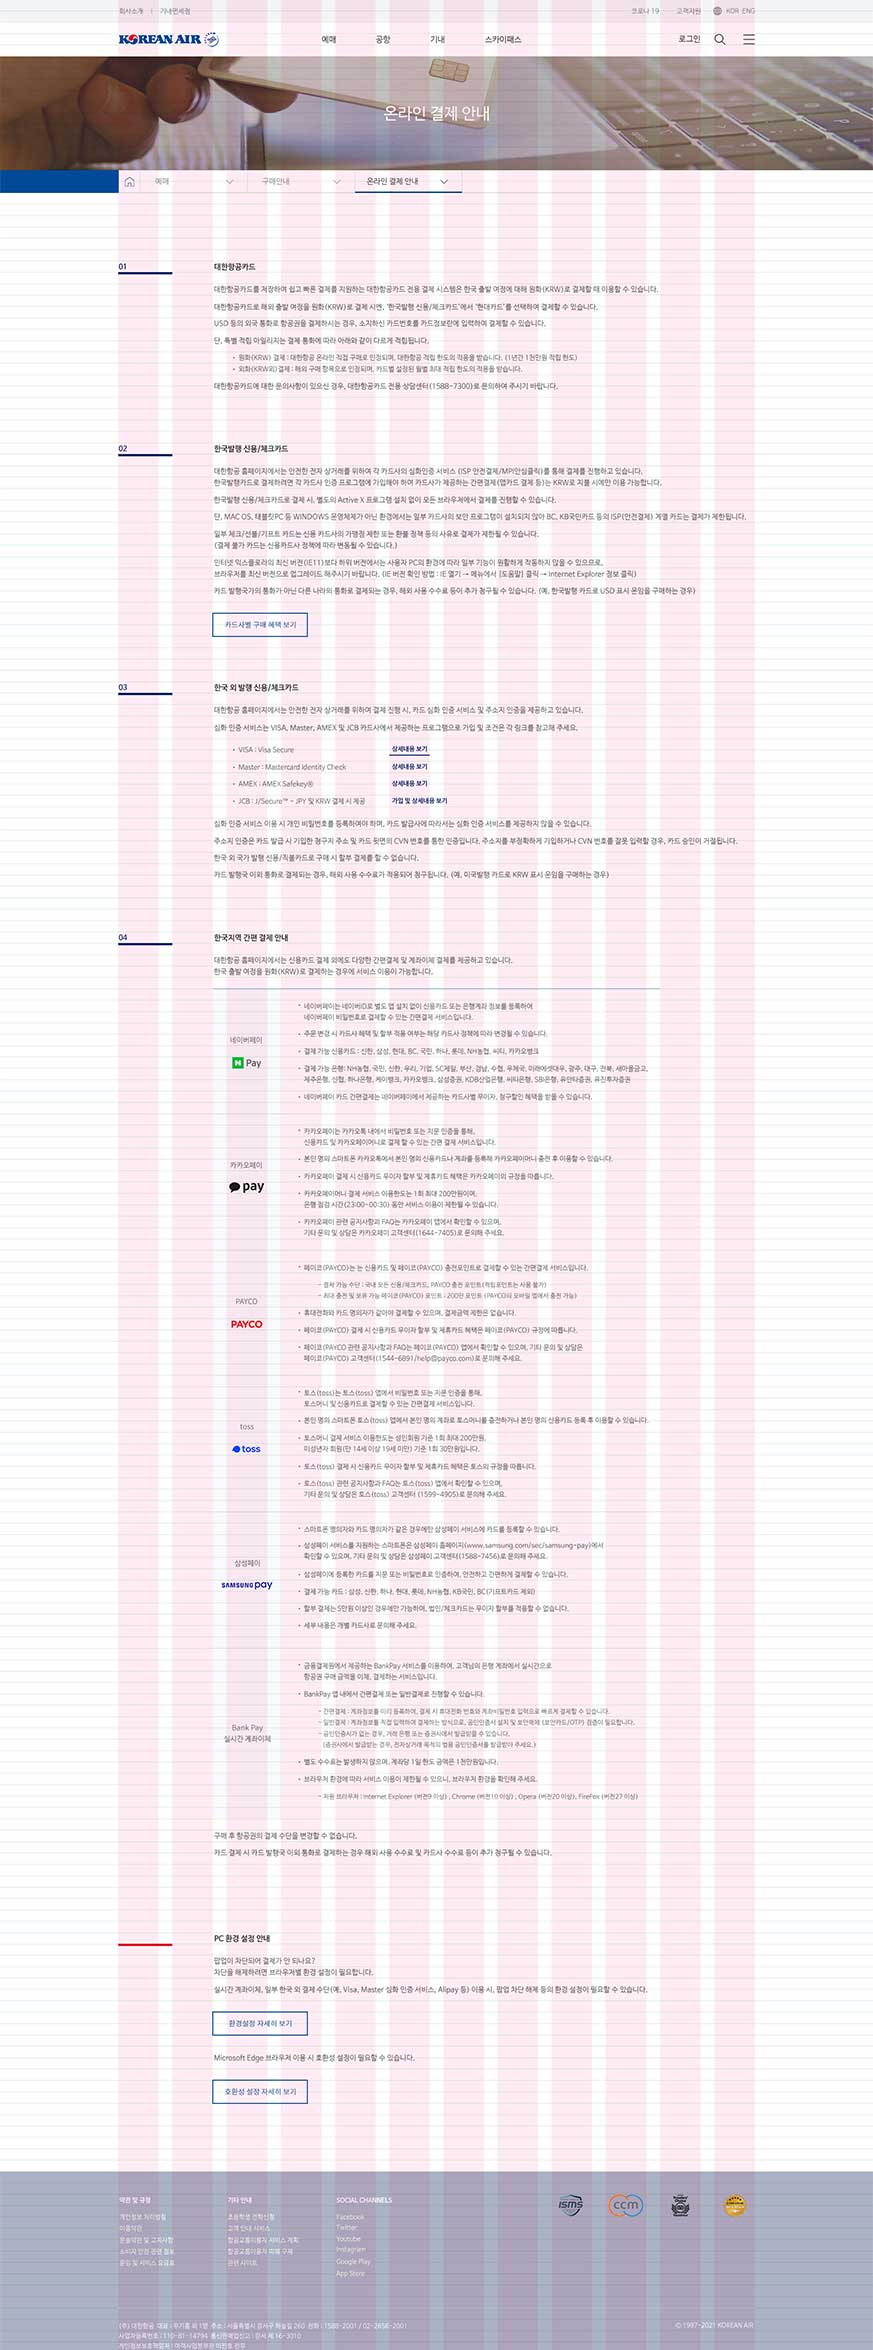 회사소개 | 기내면세점
코로나 19 고객지원 KOR ENG
KOREAN AIR 예매 공항 기내 스카이패스 로그인
온라인 결제 안내
예매 구매안내 온라인 결제 안내
01 대한항공카드
대한항공카드를 저장하여 쉽고 빠른 결제를 지원하는 대한항공카드 전용 결제 시스템은 한국 출발 여정에 대해 원화(KRW)로 결제할 때 이용할 수 있습니다.
대한항공카드로 해외 출발 여정을 원화(KRW)로 결제 시엔, '한국발행 신용/체크카드'에서 '현대카드'를 선택하여 결제할 수 있습니다.
USD 등의 외국 통화로 항공권을 결제하시는 경우, 소지하신 카드번호를 카드정보란에 입력하여 결제할 수 있습니다.
단, 특별 적립 마일리지는 결제 통화에 따라 아래와 같이 다르게 적립됩니다.
• 원화(KRW) 결제 : 대한항공 온라인 직접 구매로 인정되며, 대한항공 적립 한도의 적용을 받습니다. (1년간 1천만원 적립 한도)
• 외화(KRW외)결제 : 해외 구매 항목으로 인정되며, 카드별 설정된 월별 최대 적립 한도의 적용을 받습니다.
대한항공카드에 대한 문의사항이 있으신 경우, 대한항공카드 전용 상담센터(1588-7300)로 문의하여 주시기 바랍니다.
02 한국발행 신용/체크카드
대한항공 홈페이지에서는 안전한 전자 상거래를 위하여 각 카드사의 심화인증 서비스 (ISP 안전결제/MPI안심클릭)를 통해 결제를 진행하고 있습니다.
한국발행카드로 결제하려면 각 카드사 인증 프로그램에 가입해야 하며 카드사가 제공하는 간편결제(앱카드 결제 등)는 KRW로 지불 시에만 이용 가능합니다.
한국발행 신용/체크카드로 결제 시, 별도의 Active X 프로그램 설치 없이 모든 브라우저에서 결제를 진행할 수 있습니다.
단, MAC OS, 태블릿PC 등 WINDOWS 운영체제가 아닌 환경에서는 일부 카드사의 보안 프로그램이 설치되지 않아 BC, KB국민카드 등의 ISP(안전결제) 계열 카드는 결제가 제한됩니다.
일부 체크/선불/기프트 카드는 신용 카드사의 가맹점 제한 또는 환불 정책 등의 사유로 결제가 제한될 수 있습니다.
(결제 불가 카드는 신용카드사 정책에 따라 변동될 수 있습니다.)
인터넷 익스플로러의 최신 버전(IE11)보다 하위 버전에서는 사용자 PC의 환경에 따라 일부 기능이 원활하게 작동하지 않을 수 있으므로,
브라우저를 최신 버전으로 업그레이드 해주시기 바랍니다. (IE 버전 확인 방법 : IE 열기 → 메뉴에서 [도움말] 클릭 → Internet Explorer 정보 클릭)
카드 발행국가의 통화가 아닌 다른 나라의 통화로 결제되는 경우, 해외 사용 수수료 등이 추가 청구될 수 있습니다. (예, 한국발행 카드로 USD 표시 운임을 구매하는 경우)
카드사별 구매 혜택 보기
03 한국 외 발행 신용/체크카드
대한항공 홈페이지에서는 안전한 전자 상거래를 위하여 결제 진행 시, 카드 심화 인증 서비스 및 주소지 인증을 제공하고 있습니다.
심화 인증 서비스는 VISA, Master, AMEX 및 JCB 카드사에서 제공하는 프로그램으로 가입 및 조건은 각 링크를 참고해 주세요.
• VISA : Visa Secure 상세내용 보기
• Master : Mastercard Identity Check 상세내용 보기
• AMEX : AMEX Safekey® 상세내용 보기
• JCB : J/Secure™ - JPY 및 KRW 결제 시 제공 가입 및 상세내용 보기
심화 인증 서비스 이용 시 개인 비밀번호를 등록하여야 하며, 카드 발급사에 따라서는 심화 인증 서비스를 제공하지 않을 수 있습니다.
주소지 인증은 카드 발급 시 기입한 청구지 주소 및 카드 뒷면의 CVN 번호를 통한 인증입니다. 주소지를 부정확하게 기입하거나 CVN 번호를 잘못 입력할 경우, 카드 승인이 거절됩니다.
한국 외 국가 발행 신용/직불카드로 구매 시 할부 결제를 할 수 없습니다.
카드 발행국 이외 통화로 결제되는 경우, 해외 사용 수수료가 적용되어 청구됩니다. (예, 미국발행 카드로 KRW 표시 운임을 구매하는 경우)
04 한국지역 간편 결제 안내
대한항공 홈페이지에서는 신용카드 결제 외에도 다양한 간편결제 및 계좌이체 결제를 제공하고 있습니다.
한국 출발 여정을 원화(KRW)로 결제하는 경우에 서비스 이용이 가능합니다.
네이버페이
N Pay
• 네이버페이는 네이버ID로 별도 앱 설치 없이 신용카드 또는 은행계좌 정보를 등록하여
네이버페이 비밀번호로 결제할 수 있는 간편결제 서비스입니다.
• 주문 변경 시 카드사 혜택 및 할부 적용 여부는 해당 카드사 정책에 따라 변경될 수 있습니다.
• 결제 가능 신용카드 : 신한, 삼성, 현대, BC, 국민, 하나, 롯데, NH농협, 씨티, 카카오뱅크
• 결제 가능 은행: NH농협, 국민, 신한, 우리, 기업, SC제일, 부산, 경남, 수협, 우체국, 미래에셋대우, 광주, 대구, 전북, 새마을금고,
제주은행, 신협, 하나은행, 케이뱅크, 카카오뱅크, 삼성증권, KDB산업은행, 씨티은행, SBI은행, 유안타증권, 유진투자증권
• 네이버페이 카드 간편결제는 네이버페이에서 제공하는 카드사별 무이자, 청구할인 혜택을 받을 수 있습니다.
카카오페이
pay
• 카카오페이는 카카오톡 내에서 비밀번호 또는 지문 인증을 통해,
신용카드 및 카카오페이머니로 결제 할 수 있는 간편 결제 서비스입니다.
• 본인 명의 스마트폰 카카오톡에서 본인 명의 신용카드나 계좌를 등록해 카카오페이머니 충전 후 이용할 수 있습니다.
• 카카오페이 결제 시 신용카드 무이자 할부 및 제휴카드 혜택은 카카오페이의 규정을 따릅니다.
• 카카오페이머니 결제 서비스 이용한도는 1회 최대 200만원이며,
은행 점검 시간(23:00-00:30) 동안 서비스 이용이 제한될 수 있습니다.
• 카카오페이 관련 공지사항과 FAQ는 카카오페이 앱에서 확인할 수 있으며,
기타 문의 및 상담은 카카오페이 고객센터(1644-7405)로 문의해 주세요.
PAYCO
PAYCO
• 페이코(PAYCO)는 는 신용카드 및 페이코(PAYCO) 충전포인트로 결제할 수 있는 간편결제 서비스입니다.
- 결제 가능 수단 : 국내 모든 신용/체크카드, PAYCO 충전 포인트(적립포인트는 사용 불가)
- 최대 충전 및 보유 가능 페이코(PAYCO) 포인트 : 200만 포인트 (PAYCO의 모바일 앱에서 충전 가능)
• 휴대전화와 카드 명의자가 같아야 결제할 수 있으며, 결제금액 제한은 없습니다.
• 페이코(PAYCO) 결제 시 신용카드 무이자 할부 및 제휴카드 혜택은 페이코(PAYCO) 규정에 따릅니다.
• 페이코(PAYCO 관련 공지사항과 FAQ는 페이코(PAYCO) 앱에서 확인할 수 있으며, 기타 문의 및 상담은
페이코(PAYCO) 고객센터(1544-6891/help@payco.com)로 문의해 주세요.
toss
toss
• 토스(toss)는 토스(toss) 앱에서 비밀번호 또는 지문 인증을 통해,
토스머니 및 신용카드로 결제할 수 있는 간편결제 서비스입니다.
• 본인 명의 스마트폰 토스(toss) 앱에서 본인 명의 계좌로 토스머니를 충전하거나 본인 명의 신용카드 등록 후 이용할 수 있습니다.
• 토스머니 결제 서비스 이용한도는 성인회원 기준 1회 최대 200만원,
미성년자 회원(만 14세 이상 19세 미만) 기준 1회 30만원입니다.
• 토스(toss) 결제 시 신용카드 무이자 할부 및 제휴카드 혜택은 토스의 규정을 따릅니다.
• 토스(toss) 관련 공지사항과 FAQ는 토스(toss) 앱에서 확인할 수 있으며,
기타 문의 및 상담은 토스(toss) 고객센터 (1599-4905)로 문의해 주세요.
삼성페이
SAMSUNG pay
• 스마트폰 명의자와 카드 명의자가 같은 경우에만 삼성페이 서비스에 카드를 등록할 수 있습니다.
• 삼성페이 서비스를 지원하는 스마트폰은 삼성페이 홈페이지(www.samsung.com/sec/samsung-pay)에서
확인할 수 있으며, 기타 문의 및 상담은 삼성페이 고객센터(1588-7456)로 문의해 주세요.
• 삼성페이에 등록한 카드를 지문 또는 비밀번호로 인증하여, 안전하고 간편하게 결제할 수 있습니다.
• 결제 가능 카드 : 삼성, 신한, 하나, 현대, 롯데, NH농협, KB국민, BC(기프트카드 제외)
• 할부 결제는 5만원 이상인 경우에만 가능하며, 법인/체크카드는 무이자 할부를 적용할 수 없습니다.
• 세부 내용은 개별 카드사로 문의해 주세요.
Bank Pay
실시간 계좌이체
• 금융결제원에서 제공하는 BankPay 서비스를 이용하여, 고객님의 은행 계좌에서 실시간으로
항공권 구매 금액을 이체, 결제하는 서비스입니다.
• BankPay 앱 내에서 간편결제 또는 일반결제로 진행할 수 있습니다.
- 간편결제 : 계좌정보를 미리 등록하여, 결제 시 휴대전화 번호와 계좌비밀번호 입력으로 빠르게 결제할 수 있습니다.
- 일반결제 : 계좌정보를 직접 입력하여 결제하는 방식으로, 공인인증서 설치 및 보안매체 (보안카드/OTP) 검증이 필요합니다.
- 공인인증서가 없는 경우, 거래 은행 또는 증권사에서 발급받을 수 있습니다.
(증권사에서 발급받는 경우, 전자상거래 목적의 범용 공인인증서를 발급받아 주세요.)
• 별도 수수료는 발생하지 않으며, 계좌당 1일 한도 금액은 1천만원입니다.
• 브라우저 환경에 따라 서비스 이용이 제한될 수 있으니, 브라우저 환경을 확인해 주세요.
- 지원 브라우저 : Internet Explorer (버전9 이상) , Chrome (버전10 이상) , Opera (버전20 이상), FireFox (버전27 이상)
구매 후 항공권의 결제 수단을 변경할 수 없습니다.
카드 결제 시 카드 발행국 이외 통화로 결제하는 경우 해외 사용 수수료 및 카드사 수수료 등이 추가 청구될 수 있습니다.
PC 환경 설정 안내
팝업이 차단되어 결제가 안 되나요?
차단을 해제하려면 브라우저별 환경 설정이 필요합니다.
실시간 계좌이체, 일부 한국 외 결제 수단(예, Visa, Master 심화 인증 서비스, Alipay 등) 이용 시, 팝업 차단 해제 등의 환경 설정이 필요할 수 있습니다.
환경설정 자세히 보기
Microsoft Edge 브라우저 이용 시 호환성 설정이 필요할 수 있습니다.
호환성 설정 자세히 보기
약관 및 규정 기타 안내 SOCIAL CHANNELS
개인정보 처리방침 초등학생 견학신청 Facebook
이용약관 고객 안내 서비스 Twitter
운송약관 및 고지사항 항공교통이용자 서비스 계획 Youtube
소비자 안전 관련 정보 항공교통이용자 피해 구제 Instagram
운임 및 서비스 요금표 관련 사이트 Google Play
App Store
ISMS ccm
(주) 대한항공 대표 : 우기홍 외 1명 주소 : 서울특별시 강서구 하늘길 260 전화 : 1588-2001 / 02-2656-2001
© 1997-2021 KOREAN AIR
사업자등록번호 : 110-81-14794 통신판매업신고 : 강서 제 16-3010
개인정보보호책임자 : 여객사업본부장 이진호 전무